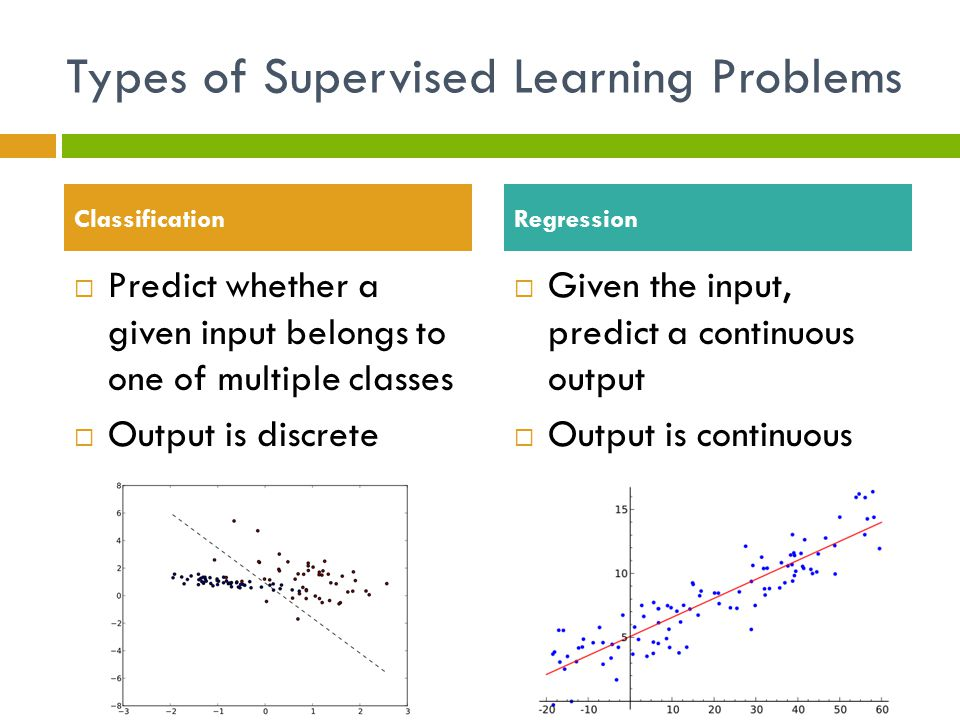 Types of Supervised Learning Problems
Classification
Predict whether a
given input belongs to
one of multiple classes
Output is discrete
8
6
4
2
0
−2
−4
−6
−8
−3 −2 −1 0 1 2 3
Regression
Given the input,
predict a continuous
output
Output is continuous
15
10
5
-20 -10 10 20 30 40 50 60